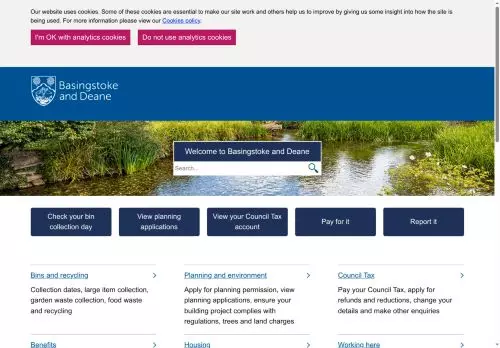 Our website uses cookies. Some of these cookies are essential to make our site work and others help us to improve by giving us some insight into how the site is
being used. For more information please view our Cookies policy.
I'm OK with analytics cookies
Do not use analytics cookies
Basingstoke
and Deane
Welcome to Basingstoke and Deane
Search...
Check your bin
collection day
View planning
applications
View your Council Tax
account
Pay for it
Report it
Bins and recycling
Collection dates, large item collection,
garden waste collection, food waste
and recycling
Planning and environment
Apply for planning permission, view
planning applications, ensure your
building project complies with
regulations, trees and land charges
Council Tax
Pay your Council Tax, apply for
refunds and reductions, change your
details and make other enquiries
Benefits
Housing
Working here